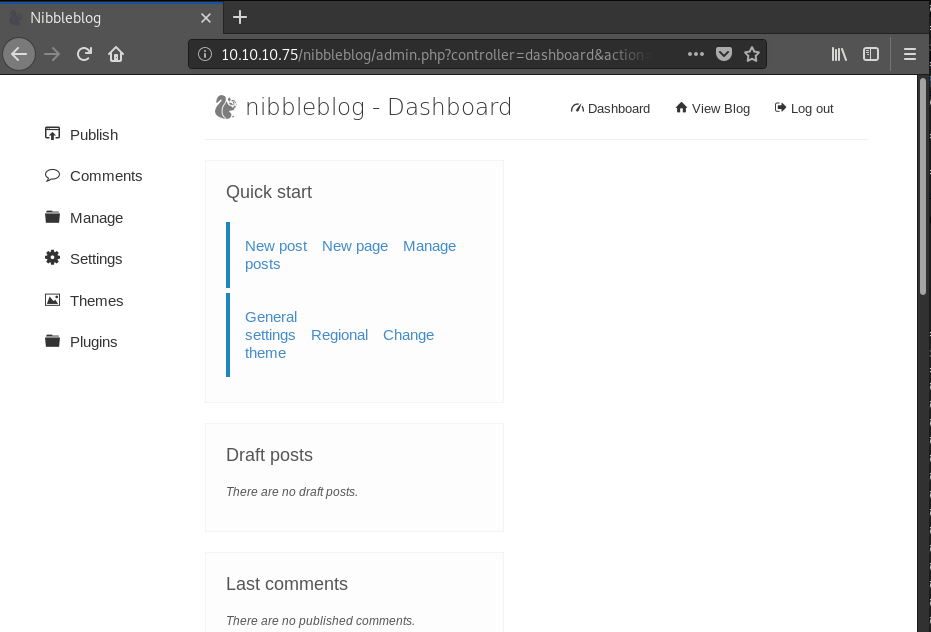 Nibbleblog
10.10.10.75/nibbleblog/admin.php?controller=dashboard&action
nibbleblog - Dashboard
Dashboard
View Blog
Log out
Publish
Comments
Manage
Settings
Themes
Plugins
Quick start
New post New page Manage
posts
General
settings Regional Change
theme
Draft posts
There are no draft posts.
Last comments
There are no published comments.